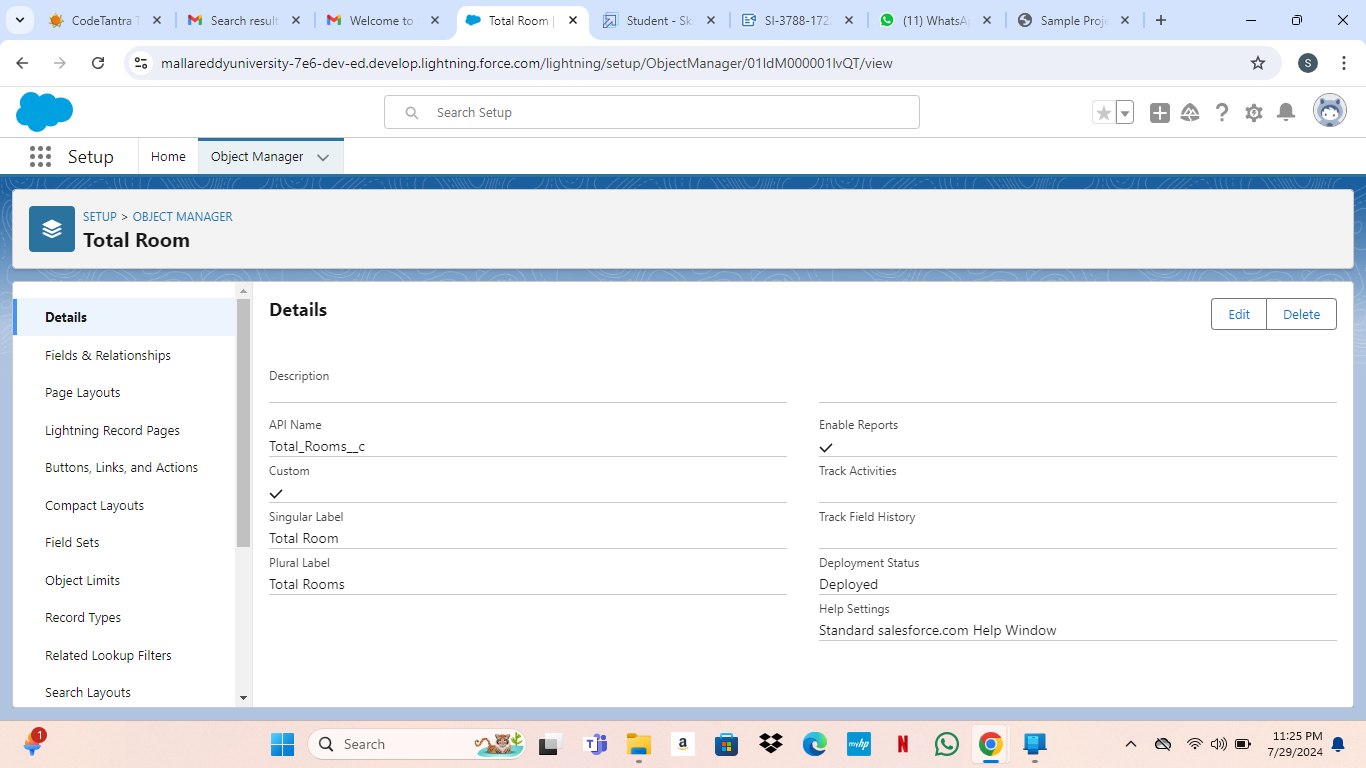 CodeTantra T
Search result
Welcome to
Total Room |
Student - Sk
SI-3788-172
(11) WhatsA
Sample Proje
mallareddyuniversity-7e6-dev-ed.develop.lightning.force.com/lightning/setup/ObjectManager/01IdM000001lvQT/view
S
Search Setup
Setup
Home
Object Manager
SETUP > OBJECT MANAGER
Total Room
Details
Fields & Relationships
Page Layouts
Lightning Record Pages
Buttons, Links, and Actions
Compact Layouts
Field Sets
Object Limits
Record Types
Related Lookup Filters
Search Layouts
Details
Edit
Delete
Description
API Name
Total_Rooms__c
Custom
Singular Label
Total Room
Plural Label
Total Rooms
Enable Reports
Track Activities
Track Field History
Deployment Status
Deployed
Help Settings
Standard salesforce.com Help Window
1
Search
a
myhp
N
11:25 PM
7/29/2024